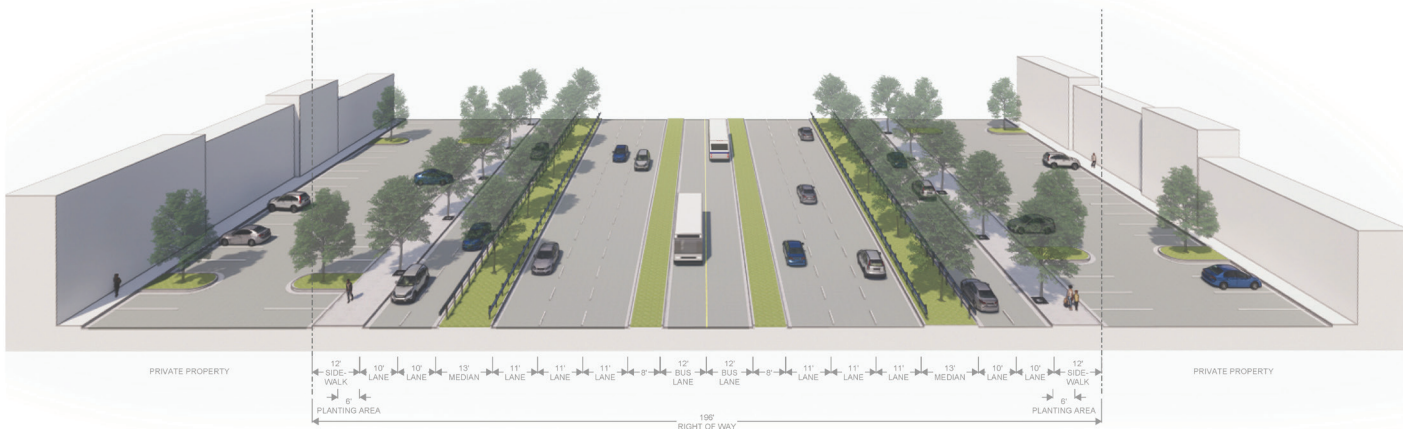 PRIVATE PROPERTY
12'
SIDE-
WALK
10'
LANE
10'
LANE
13'
MEDIAN
11'
LANE
11'
LANE
11'
LANE
8'
12'
BUS
LANE
12'
BUS
LANE
8'
11'
LANE
11'
LANE
11'
LANE
13'
MEDIAN
10'
LANE
10'
LANE
12'
SIDE-
WALK
PRIVATE PROPERTY
6'
PLANTING AREA
6'
PLANTING AREA
196'
RIGHT OF WAY